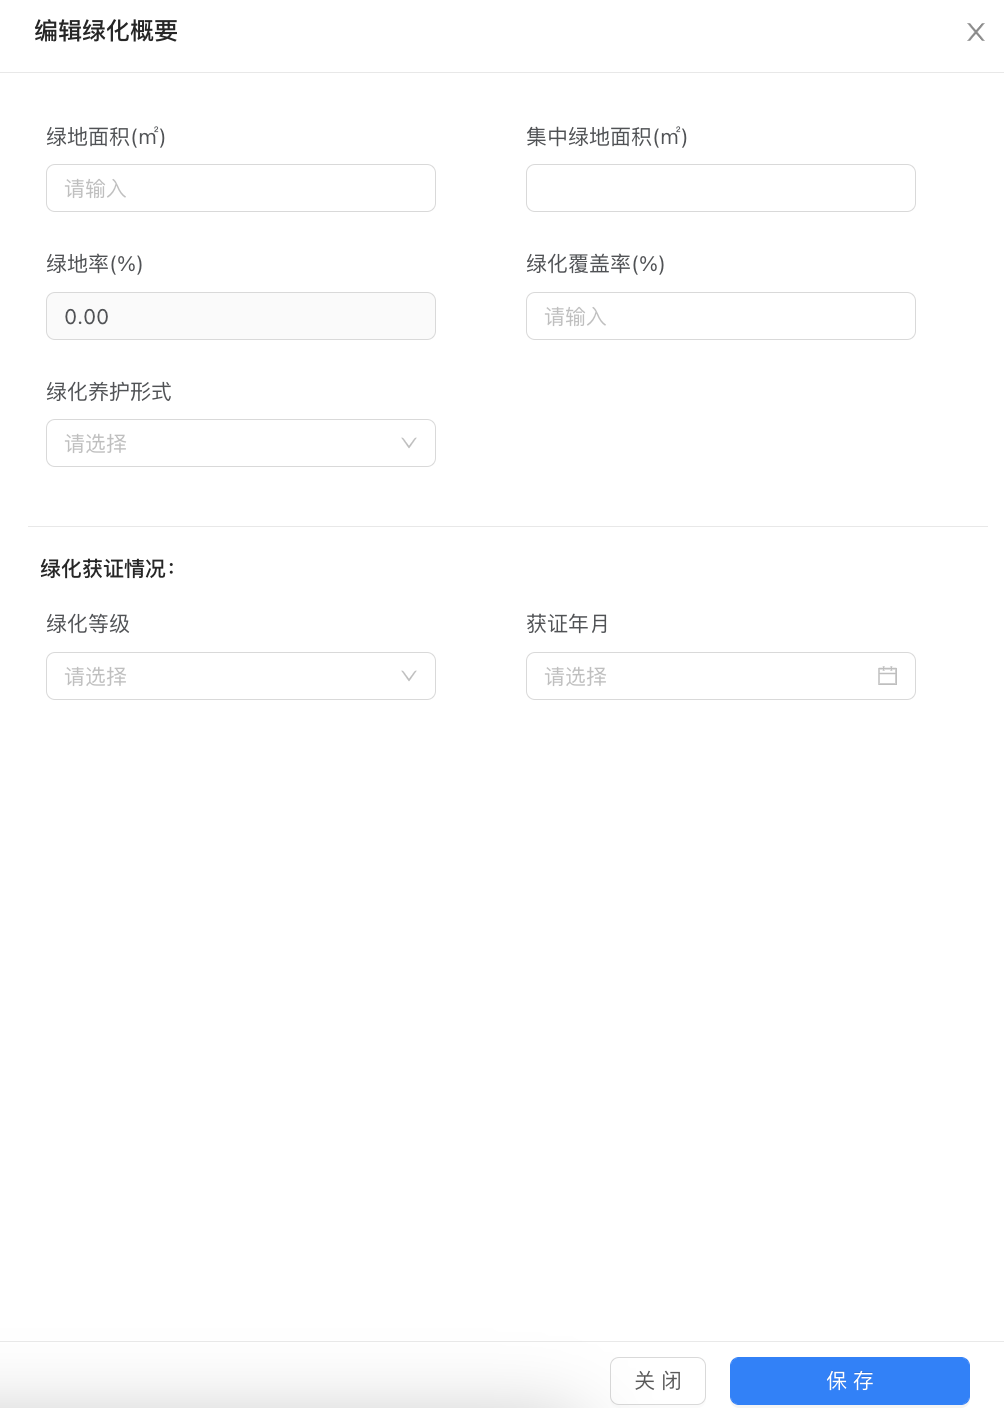 编辑绿化概要
绿地面积(㎡)
集中绿地面积(㎡)
请输入
绿地率(%)
绿化覆盖率(%)
0.00
请输入
绿化养护形式
请选择
绿化获证情况：
绿化等级
获证年月
请选择
请选择
关 闭
保 存